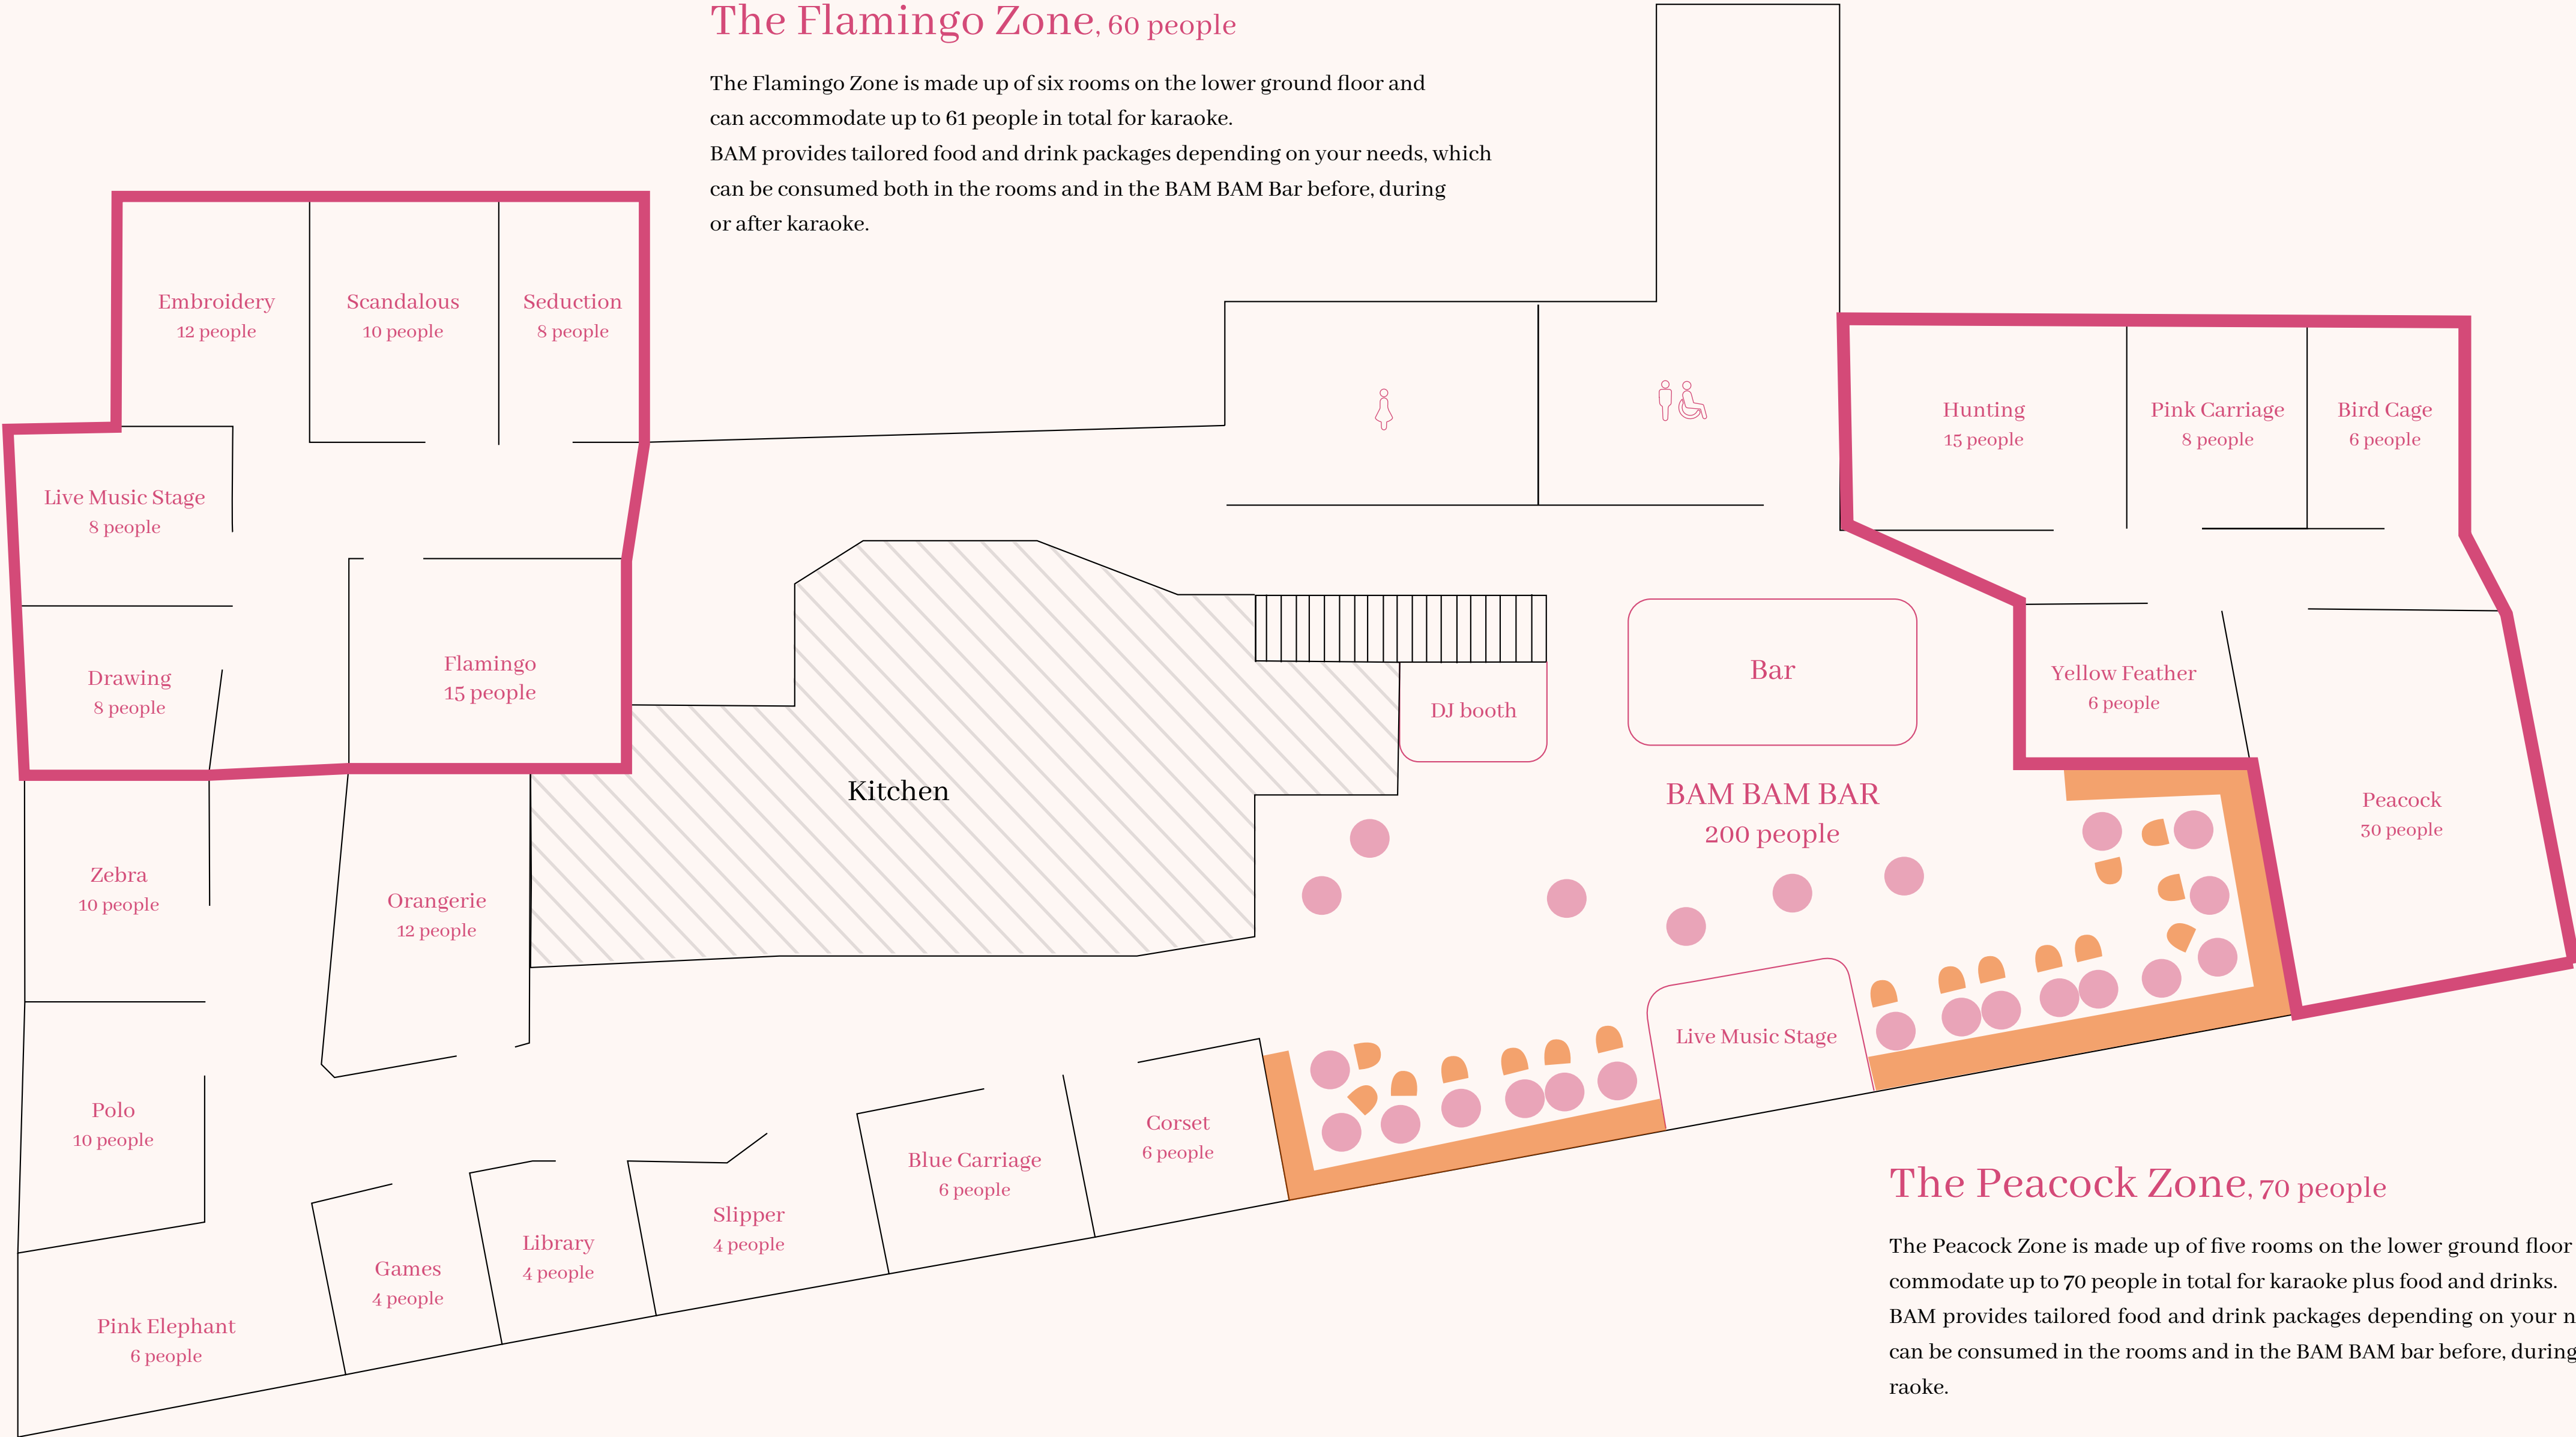 The Flamingo Zone, 60 people
The Flamingo Zone is made up of six rooms on the lower ground floor and
can accommodate up to 61 people in total for karaoke.
BAM provides tailored food and drink packages depending on your needs, which
can be consumed both in the rooms and in the BAM BAM Bar before, during
or after karaoke.
Embroidery
12 people
Scandalous
10 people
Seduction
8 people
Live Music Stage
8 people
Drawing
8 people
Flamingo
15 people
Hunting
15 people
Pink Carriage
8 people
Bird Cage
6 people
Yellow Feather
6 people
Peacock
30 people
Bar
DJ booth
BAM BAM BAR
200 people
Kitchen
Zebra
10 people
Orangerie
12 people
Polo
10 people
Pink Elephant
6 people
Games
4 people
Library
4 people
Slipper
4 people
Blue Carriage
6 people
Corset
6 people
Live Music Stage
The Peacock Zone, 70 people
The Peacock Zone is made up of five rooms on the lower ground floor
commodate up to 70 people in total for karaoke plus food and drinks.
BAM provides tailored food and drink packages depending on your n
can be consumed in the rooms and in the BAM BAM bar before, during
raoke.